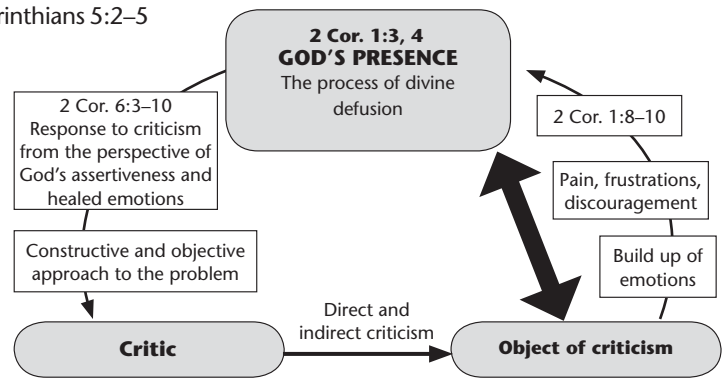 rinthians 5:2–5
2 Cor. 1:3, 4
GOD'S PRESENCE
The process of divine
defusion
2 Cor. 6:3–10
Response to criticism
from the perspective of
God's assertiveness and
healed emotions
Constructive and objective
approach to the problem
2 Cor. 1:8–10
Pain, frustrations,
discouragement
Build up of
emotions
Direct and
indirect criticism
Critic
Object of criticism